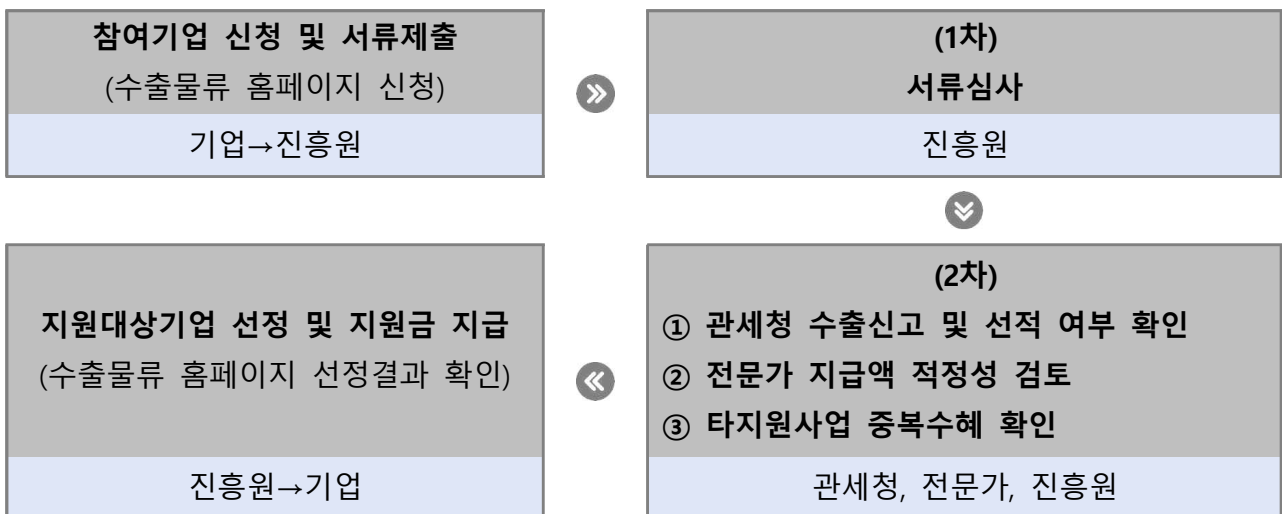 참여기업 신청 및 서류제출
(수출물류 홈페이지 신청)
기업→진흥원
(1차)
서류심사
진흥원
(2차)
① 관세청 수출신고 및 선적 여부 확인
② 전문가 지급액 적정성 검토
③ 타지원사업 중복수혜 확인
관세청, 전문가, 진흥원
지원대상기업 선정 및 지원금 지급
(수출물류 홈페이지 선정결과 확인)
진흥원→기업